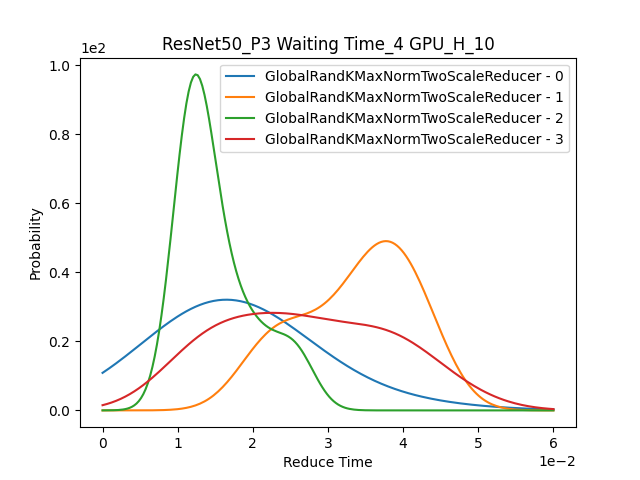 ResNet50_P3 Waiting Time_4 GPU_H_10
1e2
GlobalRandKMaxNormTwoScaleReducer - 0
GlobalRandKMaxNormTwoScaleReducer - 1
GlobalRandKMaxNormTwoScaleReducer - 2
GlobalRandKMaxNormTwoScaleReducer - 3
Probability
1.0
0.8
0.6
0.4
0.2
0.0
0 1 2 3 4 5 6
Reduce Time
1e−2